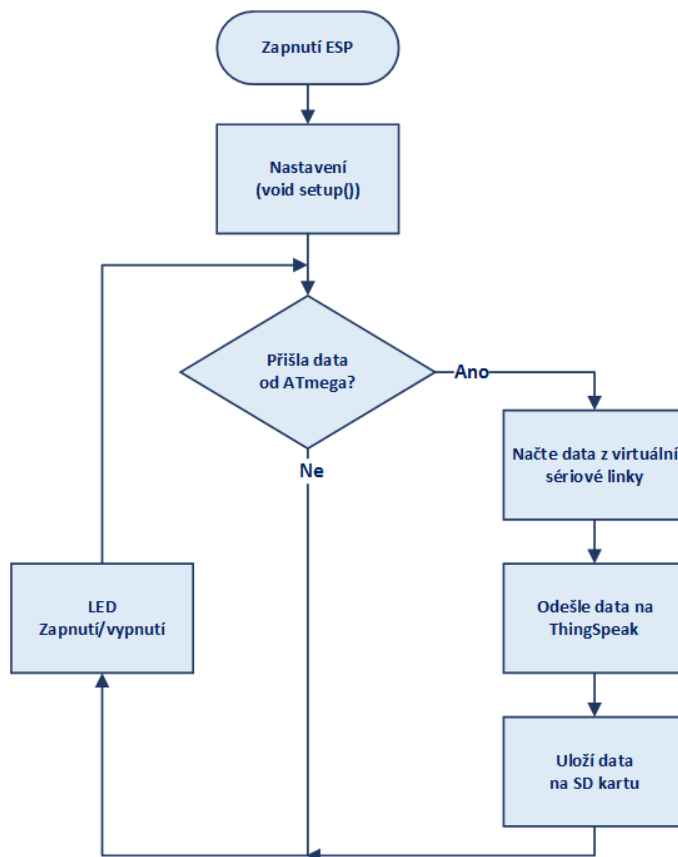 Zapnutí ESP
Nastavení
(void setup())
Přišla data
od ATmega?
Ano
Ne
Načte data z virtuální
sériové linky
Odešle data na
ThingSpeak
Uloží data
na SD kartu
LED
Zapnutí/vypnutí